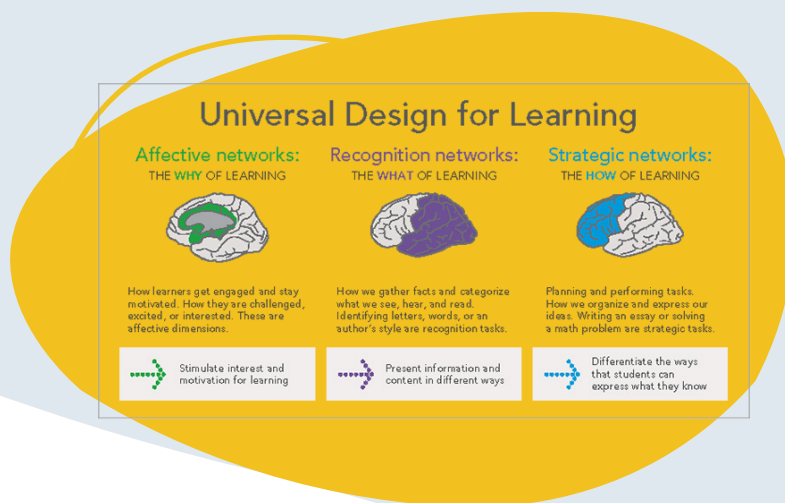 Universal Design for Learning
Affective networks:
THE WHY OF LEARNING
How learners get engaged and stay
motivated. How they are challenged,
excited, or interested. These are
affective dimensions.
Stimulate interest and
motivation for learning
Recognition networks:
THE WHAT OF LEARNING
How we gather facts and categorize
what we see, hear, and read.
Identifying letters, words, or an
author's style are recognition tasks.
Present information and
content in different ways
Strategic networks:
THE HOW OF LEARNING
Planning and performing tasks.
How we organize and express our
ideas. Writing an essay or solving
a math problem are strategic tasks.
Differentiate the ways
that students can
express what they know